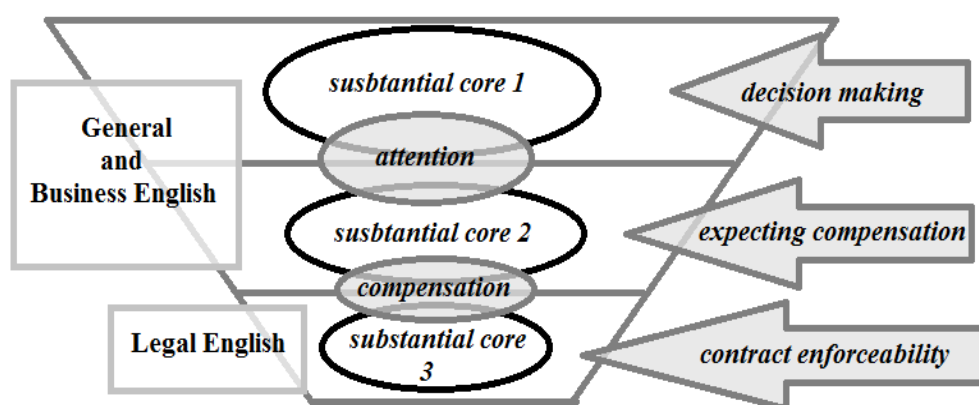 susbtantial core 1
decision making
General
and
Business English
attention
susbtantial core 2
expecting compensation
compensation
Legal English
substantial core
3
contract enforceability